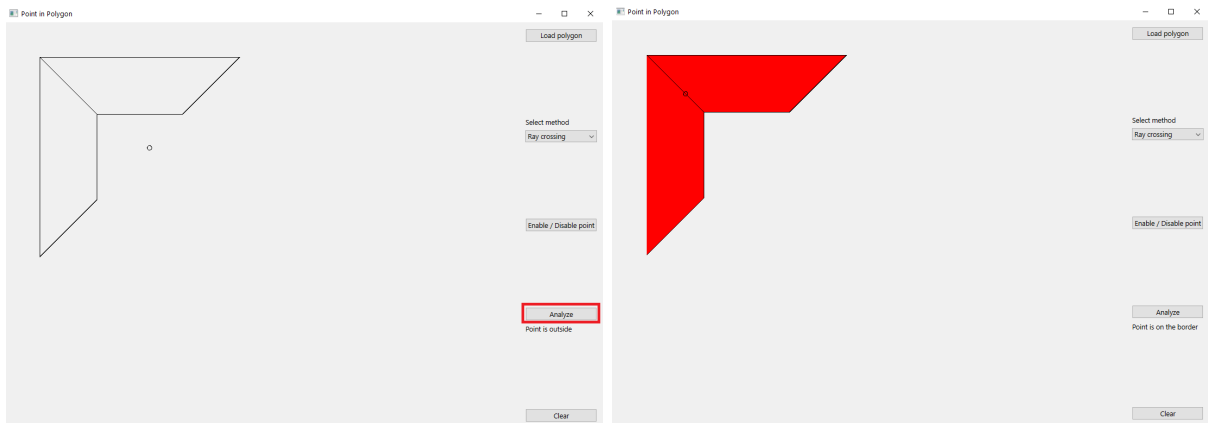 Point in Polygon
Load polygon
Select method
Ray crossing
Enable / Disable point
Analyze
Point is outside
Clear
Point in Polygon
Load polygon
Select method
Ray crossing
Enable / Disable point
Analyze
Point is on the border
Clear